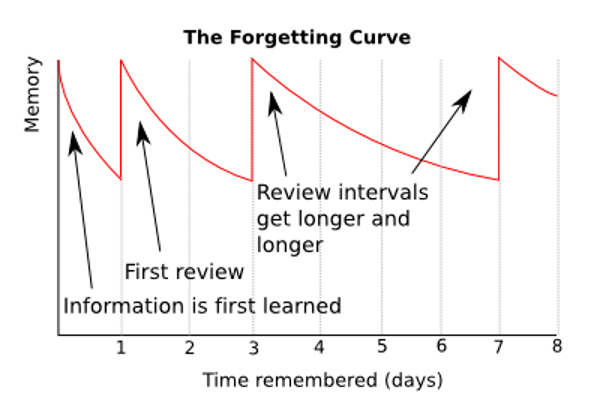 The Forgetting Curve
Memory
Review intervals
get longer and
longer
First review
Information is first learned
1 2 3 4 5 6 7 8
Time remembered (days)